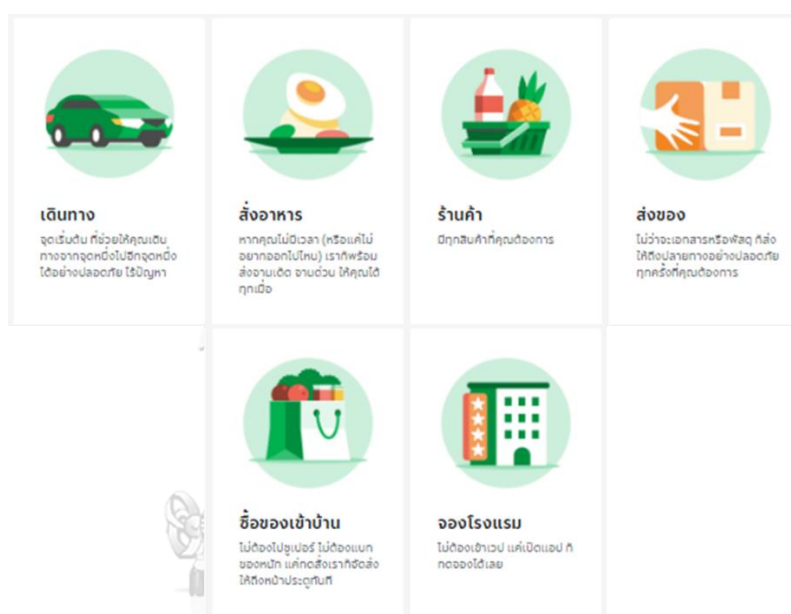 เดินทาง
จุดเริ่มต้น ที่ช่วยให้คุณเดิน
ทางจากจุดหนึ่งไปอีกจุดหนึ่ง
ได้อย่างปลอดภัย ไร้ปัญหา
สั่งอาหาร
หากคุณไม่มีเวลา (หรือแค่ไม่
อยากออกไปไหน) เราก็พร้อม
ส่งจานเด็ด จานด่วน ให้คุณได้
ทุกเมื่อ
ร้านค้า
มีทุกสินค้าที่คุณต้องการ
ส่งของ
ไม่ว่าจะเอกสารหรือพัสดุ ก็ส่ง
ให้ถึงปลายทางอย่างปลอดภัย
ทุกครั้งที่คุณต้องการ
ซื้อของเข้าบ้าน
ไม่ต้องไปซูเปอร์ ไม่ต้องแบก
ของหนัก แค่กดสั่งเราก็จัดส่ง
ให้ถึงหน้าประตูทันที
จองโรงแรม
ไม่ต้องเข้าเวป แค่เปิดแอป ก็
กดจองได้เลย